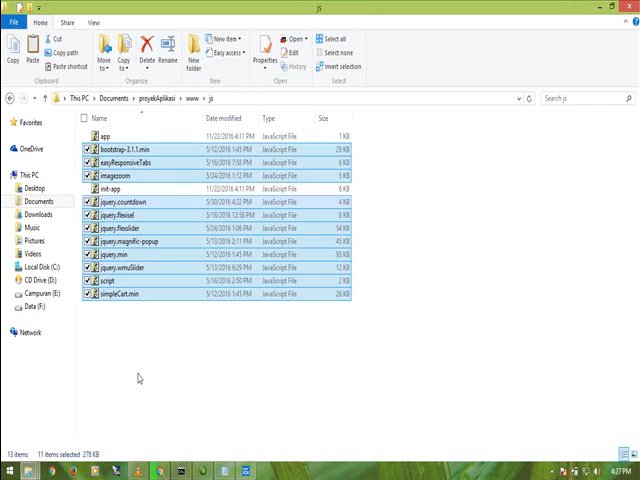 js
File Home Share View
Copy Paste Cut Copy path Paste shortcut Move to Copy to Delete Rename New folder New item Easy access Properties Open Edit History Select all Select none Invert selection
Clipboard Organize New Open Select
This PC Documents proyekAplikasi www js Search js
Name Date modified Type Size
Favorites
OneDrive
This PC
Desktop
Documents
Downloads
Music
Pictures
Videos
Local Disk (C:)
CD Drive (D:)
Campuran (E:)
Data (F:)
Network
app 11/22/2016 4:11 PM JavaScript File 1 KB
bootstrap-3.1.1.min 5/12/2016 1:45 PM JavaScript File 29 KB
easyResponsiveTabs 5/16/2016 7:58 PM JavaScript File 6 KB
imagezoom 5/24/2016 1:35 PM JavaScript File 5 KB
init-app 11/22/2016 4:11 PM JavaScript File 6 KB
jquery.countdown 5/30/2016 4:22 PM JavaScript File 4 KB
jquery.flexisel 5/18/2016 12:58 PM JavaScript File 8 KB
jquery.flexslider 5/24/2016 1:06 PM JavaScript File 54 KB
jquery.magnific-popup 5/13/2016 2:11 PM JavaScript File 45 KB
jquery.min 5/12/2016 1:45 PM JavaScript File 93 KB
jquery.wmuSlider 5/13/2016 6:29 PM JavaScript File 12 KB
script 5/16/2016 2:50 PM JavaScript File 2 KB
simpleCart.min 5/12/2016 1:45 PM JavaScript File 26 KB
13 items 11 items selected 278 KB
4:27 PM